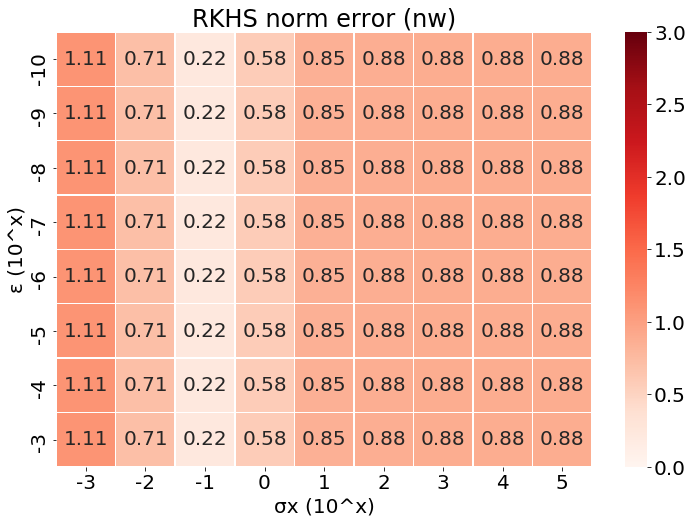 RKHS norm error (nw)
ε (10^x)
-10 1.11 0.71 0.22 0.58 0.85 0.88 0.88 0.88 0.88
-9 1.11 0.71 0.22 0.58 0.85 0.88 0.88 0.88 0.88
-8 1.11 0.71 0.22 0.58 0.85 0.88 0.88 0.88 0.88
-7 1.11 0.71 0.22 0.58 0.85 0.88 0.88 0.88 0.88
-6 1.11 0.71 0.22 0.58 0.85 0.88 0.88 0.88 0.88
-5 1.11 0.71 0.22 0.58 0.85 0.88 0.88 0.88 0.88
-4 1.11 0.71 0.22 0.58 0.85 0.88 0.88 0.88 0.88
-3 1.11 0.71 0.22 0.58 0.85 0.88 0.88 0.88 0.88
-3 -2 -1 0 1 2 3 4 5
σx (10^x)
3.0
2.5
2.0
1.5
1.0
0.5
0.0